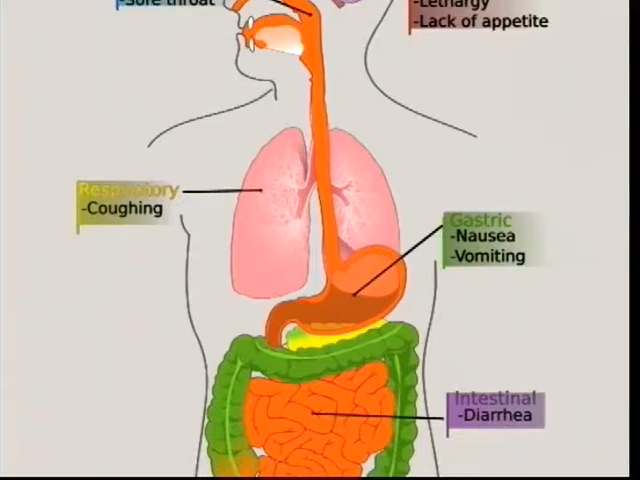 -Sore throat
-Lethargy
-Lack of appetite
Respiratory
-Coughing
Gastric
-Nausea
-Vomiting
Intestinal
-Diarrhea